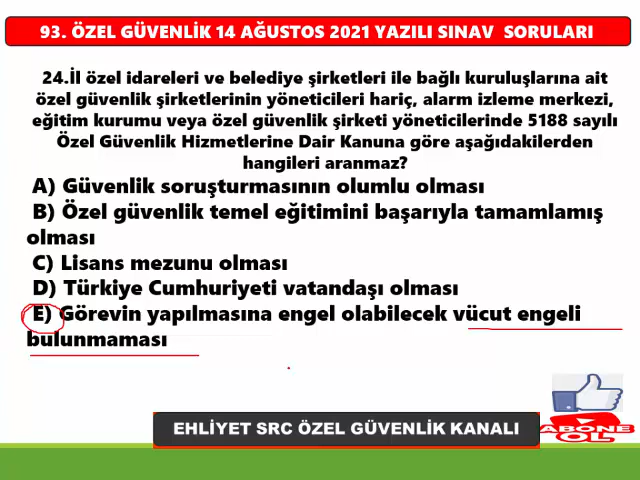 93. ÖZEL GÜVENLİK 14 AĞUSTOS 2021 YAZILI SINAV SORULARI
24.İl özel idareleri ve belediye şirketleri ile bağlı kuruluşlarına ait
özel güvenlik şirketlerinin yöneticileri hariç, alarm izleme merkezi,
eğitim kurumu veya özel güvenlik şirketi yöneticilerinde 5188 sayılı
Özel Güvenlik Hizmetlerine Dair Kanuna göre aşağıdakilerden
hangileri aranmaz?
A) Güvenlik soruşturmasının olumlu olması
B) Özel güvenlik temel eğitimini başarıyla tamamlamış
olması
C) Lisans mezunu olması
D) Türkiye Cumhuriyeti vatandaşı olması
E) Görevin yapılmasına engel olabilecek vücut engeli
bulunmaması
EHLİYET SRC ÖZEL GÜVENLİK KANALI
ABONE
OL